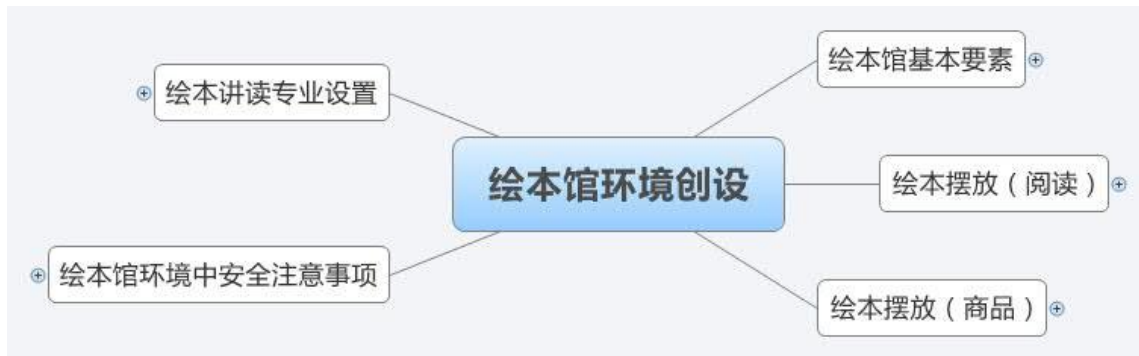 绘本馆基本要素
绘本讲读专业设置
绘本馆环境创设
绘本摆放（阅读）
绘本馆环境中安全注意事项
绘本摆放（商品）